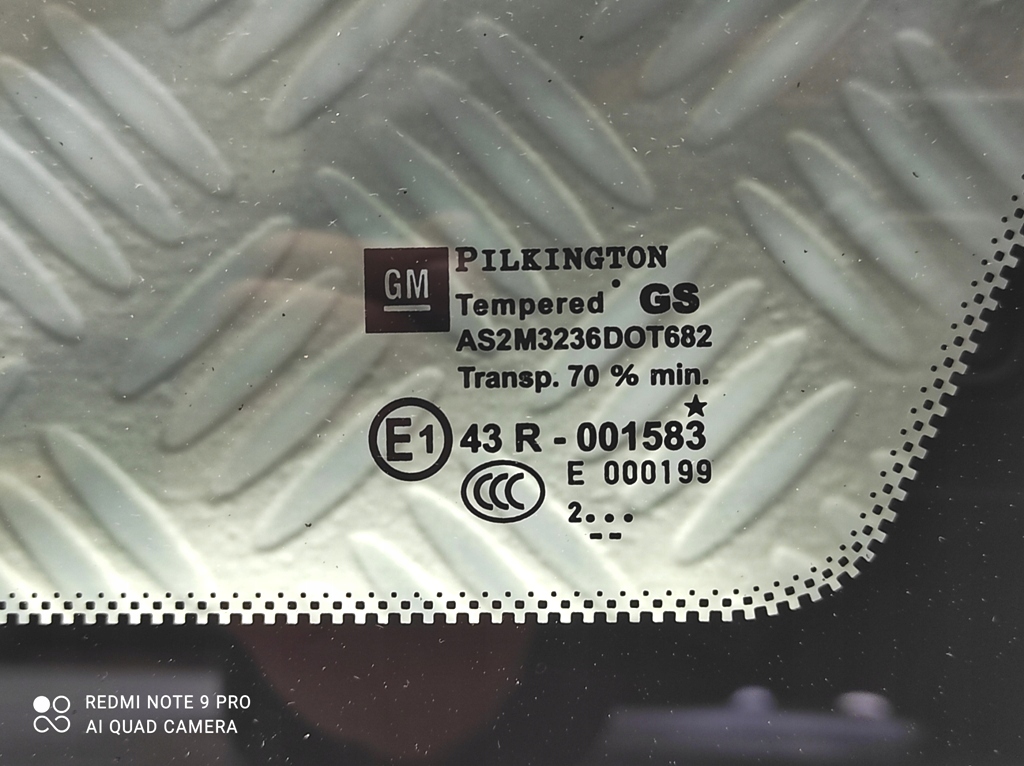 GM
PILKINGTON
Tempered GS
AS2M3236DOT682
Transp. 70 % min.
E1 43 R - 001583
CCC
E 000199
2...
REDMI NOTE 9 PRO
AI QUAD CAMERA